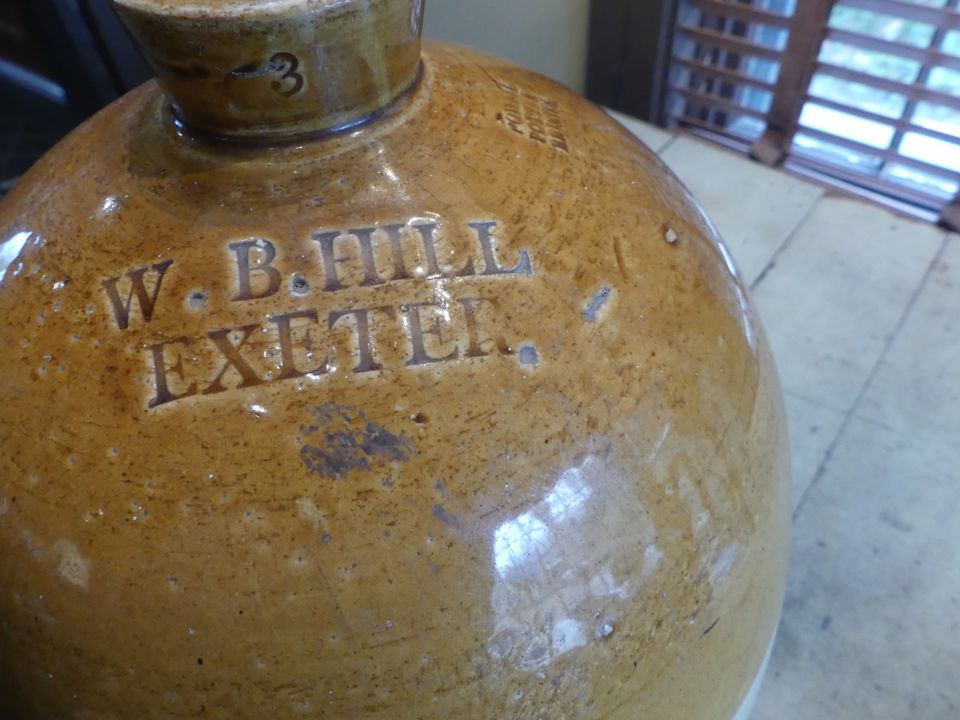 3
W. B. HILL
EXETER.